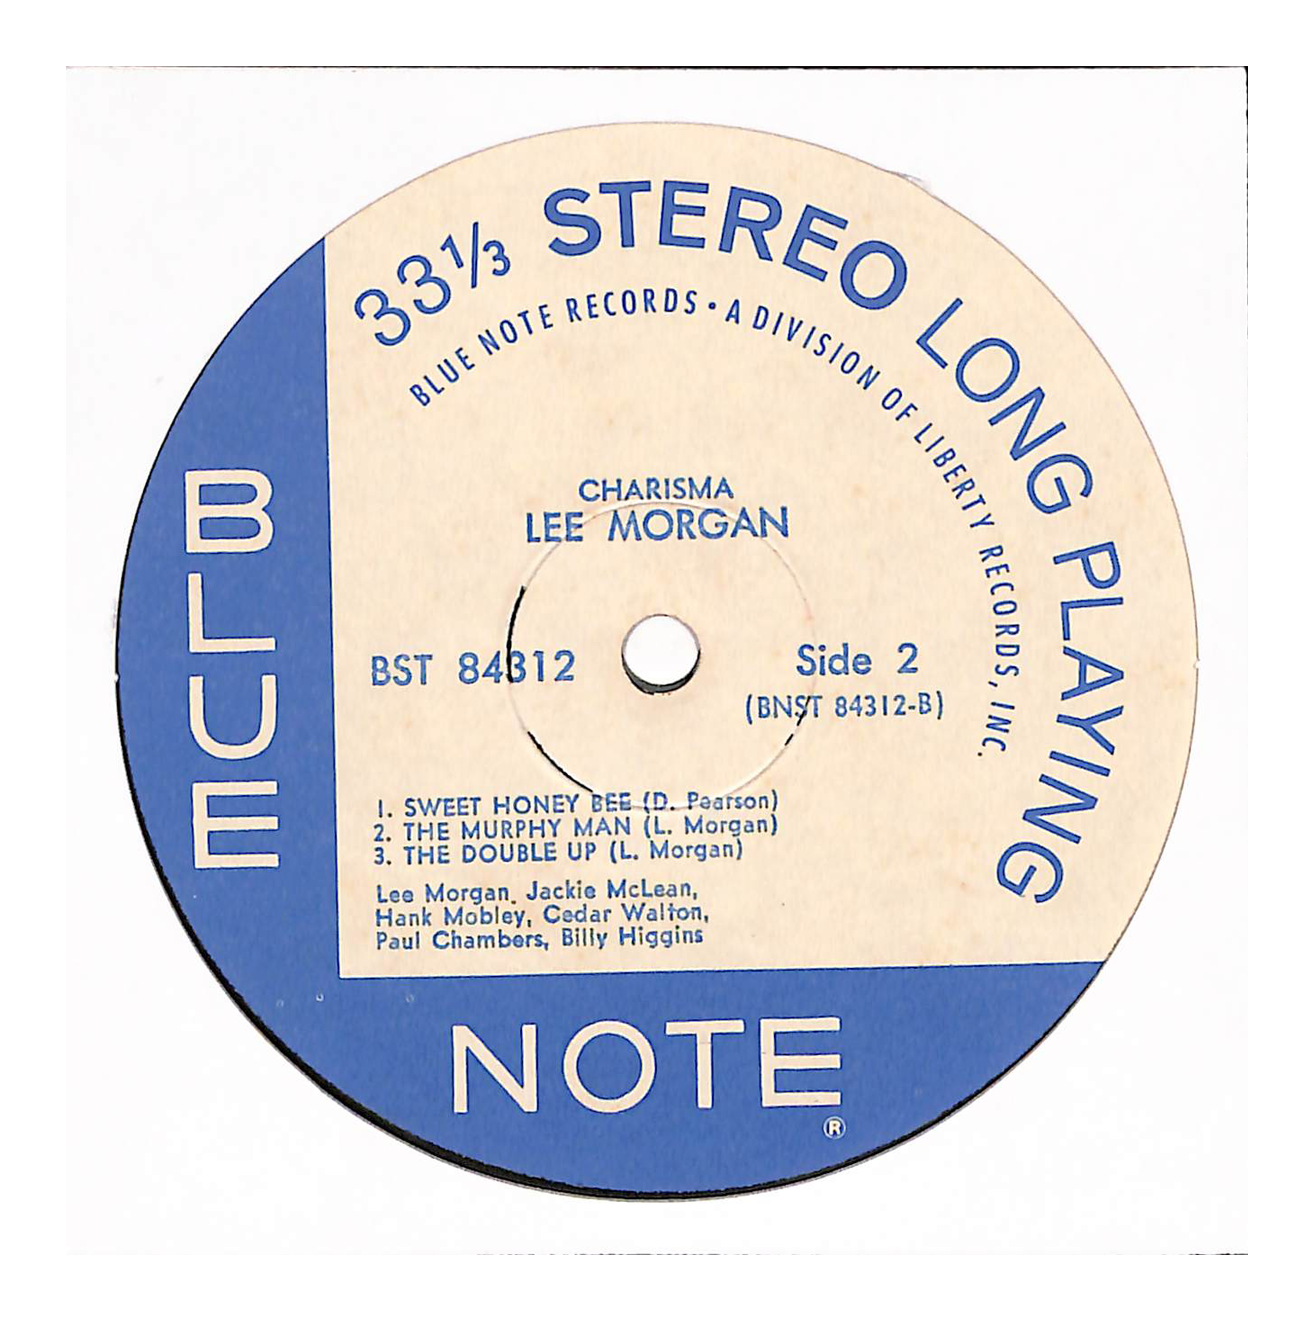 33⅓ STEREO LONG PLAYING
BLUE NOTE RECORDS • A DIVISION OF LIBERTY RECORDS, INC.
CHARISMA
LEE MORGAN
BST 84312
Side 2
(BNST 84312-B)
1. SWEET HONEY BEE (D. Pearson)
2. THE MURPHY MAN (L. Morgan)
3. THE DOUBLE UP (L. Morgan)
Lee Morgan, Jackie McLean,
Hank Mobley, Cedar Walton,
Paul Chambers, Billy Higgins
BLUE
NOTE
®